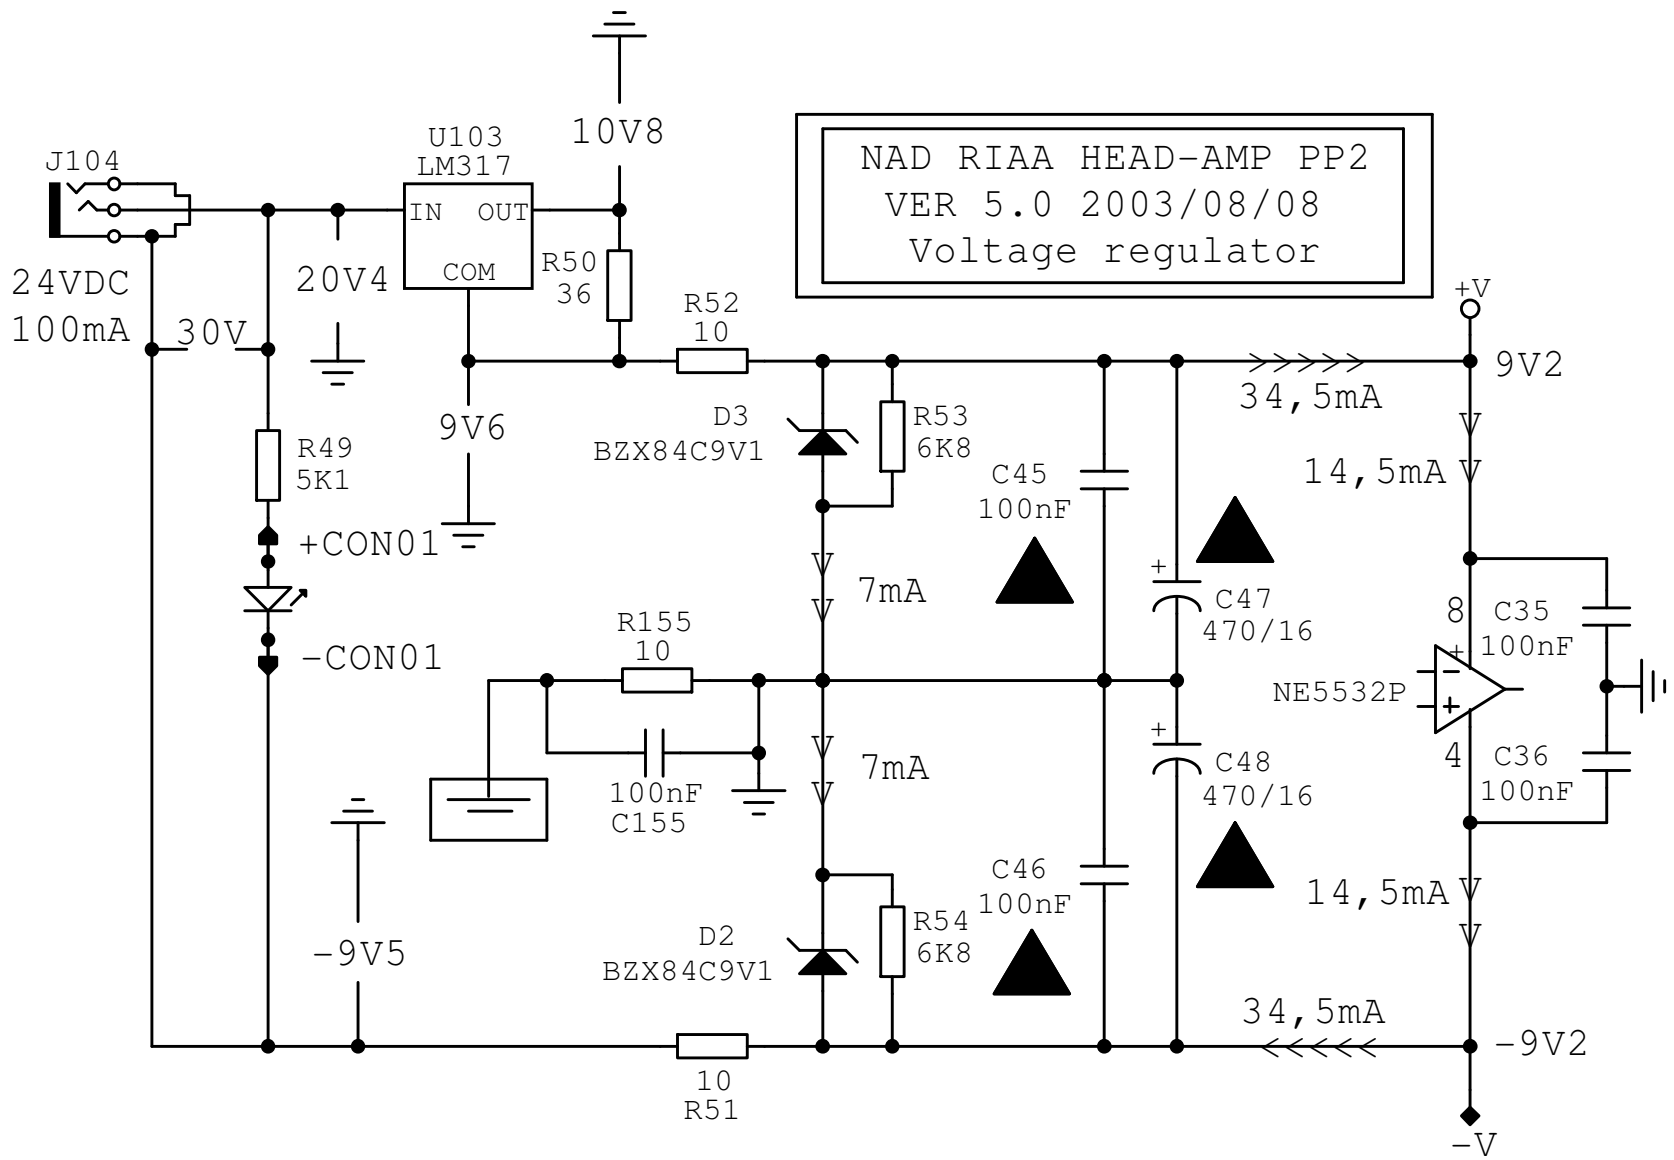 J104
24VDC
100mA
30V
20V4
U103
LM317
IN OUT
COM
10V8
R50
36
NAD RIAA HEAD-AMP PP2
VER 5.0 2003/08/08
Voltage regulator
R52
10
+V
9V2
34,5mA
9V6
R49
5K1
+CON01
-CON01
D3
BZX84C9V1
R53
6K8
C45
100nF
14,5mA
7mA
+
C47
470/16
8
C35
100nF
R155
10
NE5532P
+
-
+
100nF
C155
7mA
+
C48
470/16
4
C36
100nF
-9V5
D2
BZX84C9V1
R54
6K8
C46
100nF
14,5mA
34,5mA
-9V2
10
R51
-V